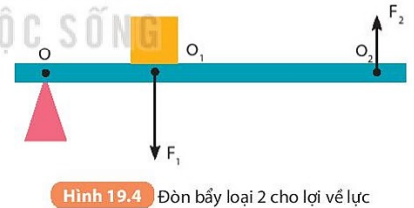 ỘC SỐNG
F₂
O
O₁
O₂
F₁
Hình 19.4 Đòn bẩy loại 2 cho lợi về lực